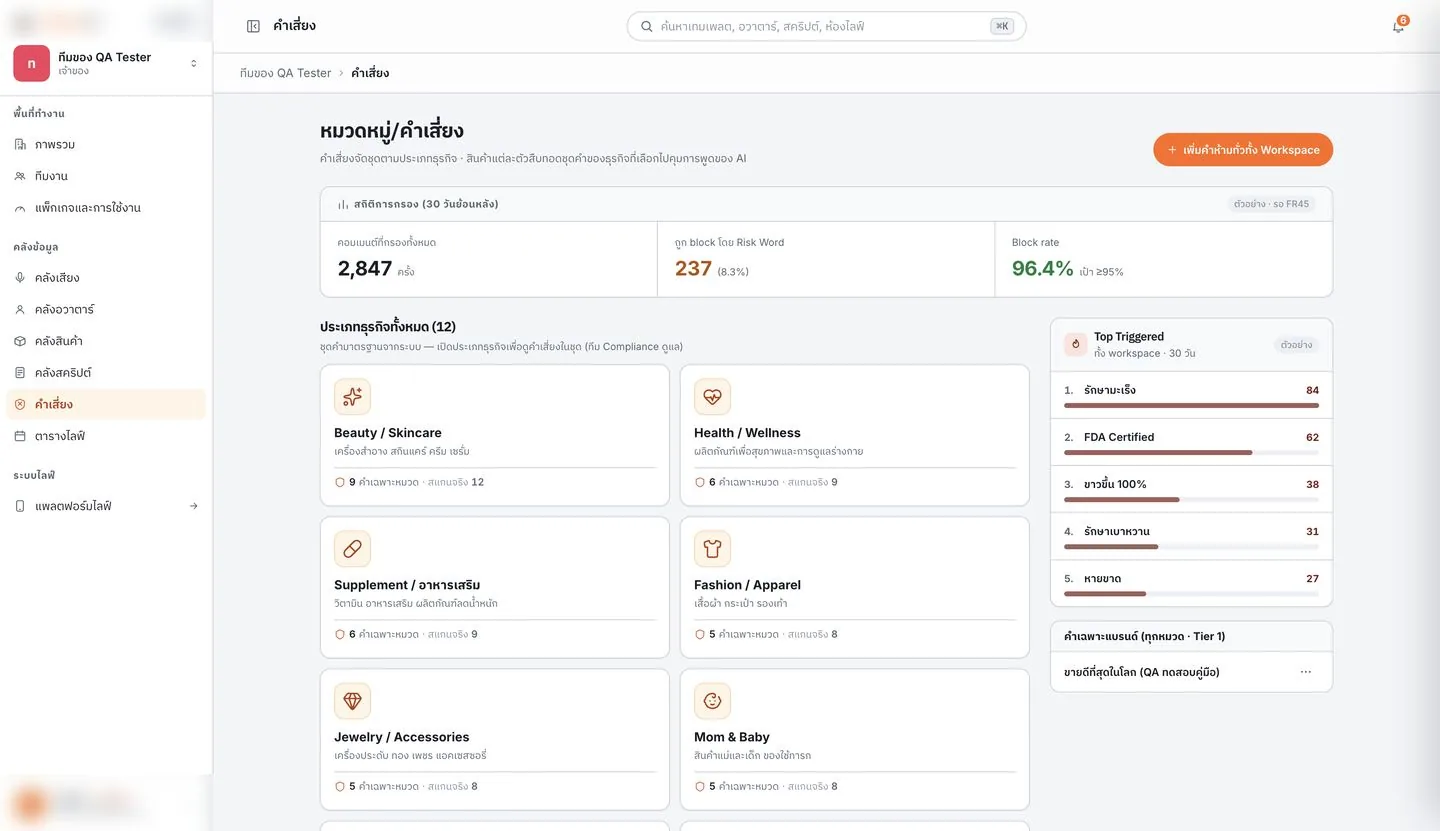 คำเสี่ยง
ค้นหาเทมเพลต, อวาตาร์, สคริปต์, ห้องไลฟ์
⌘K
6
n
ทีมของ QA Tester
เจ้าของ
ทีมของ QA Tester › คำเสี่ยง
พื้นที่ทำงาน
ภาพรวม
ทีมงาน
แพ็กเกจและการใช้งาน
คลังข้อมูล
คลังเสียง
คลังอวาตาร์
คลังสินค้า
คลังสคริปต์
คำเสี่ยง
ตารางไลฟ์
ระบบไลฟ์
แพลตฟอร์มไลฟ์
หมวดหมู่/คำเสี่ยง
คำเสี่ยงจัดชุดตามประเภทธุรกิจ · สินค้าแต่ละตัวสืบทอดชุดคำของธุรกิจที่เลือกไปคุมการพูดของ AI
+ เพิ่มคำห้ามทั่วทั้ง Workspace
สถิติการกรอง (30 วันย้อนหลัง)
ตัวอย่าง · รอ FR45
คอมเมนต์ที่กรองทั้งหมด
2,847 ครั้ง
ถูก block โดย Risk Word
237 (8.3%)
Block rate
96.4% เป้า ≥95%
ประเภทธุรกิจทั้งหมด (12)
ชุดคำมาตรฐานจากระบบ — เปิดประเภทธุรกิจเพื่อดูคำเสี่ยงในชุด (ทีม Compliance ดูแล)
Beauty / Skincare
เครื่องสำอาง สกินแคร์ ครีม เซรั่ม
9 คำเฉพาะหมวด · สแกนจริง 12
Health / Wellness
ผลิตภัณฑ์เพื่อสุขภาพและการดูแลร่างกาย
6 คำเฉพาะหมวด · สแกนจริง 9
Supplement / อาหารเสริม
วิตามิน อาหารเสริม ผลิตภัณฑ์ลดน้ำหนัก
6 คำเฉพาะหมวด · สแกนจริง 9
Fashion / Apparel
เสื้อผ้า กระเป๋า รองเท้า
5 คำเฉพาะหมวด · สแกนจริง 8
Jewelry / Accessories
เครื่องประดับ ทอง เพชร แอคเซสซอรี่
5 คำเฉพาะหมวด · สแกนจริง 8
Mom & Baby
สินค้าแม่และเด็ก ของใช้ทารก
5 คำเฉพาะหมวด · สแกนจริง 8
Top Triggered
ทั้ง workspace · 30 วัน
ตัวอย่าง
1. รักษามะเร็ง 84
2. FDA Certified 62
3. ขาวขึ้น 100% 38
4. รักษาเบาหวาน 31
5. หายขาด 27
คำเฉพาะแบรนด์ (ทุกหมวด · Tier 1)
ขายดีที่สุดในโลก (QA ทดสอบคู่มือ)